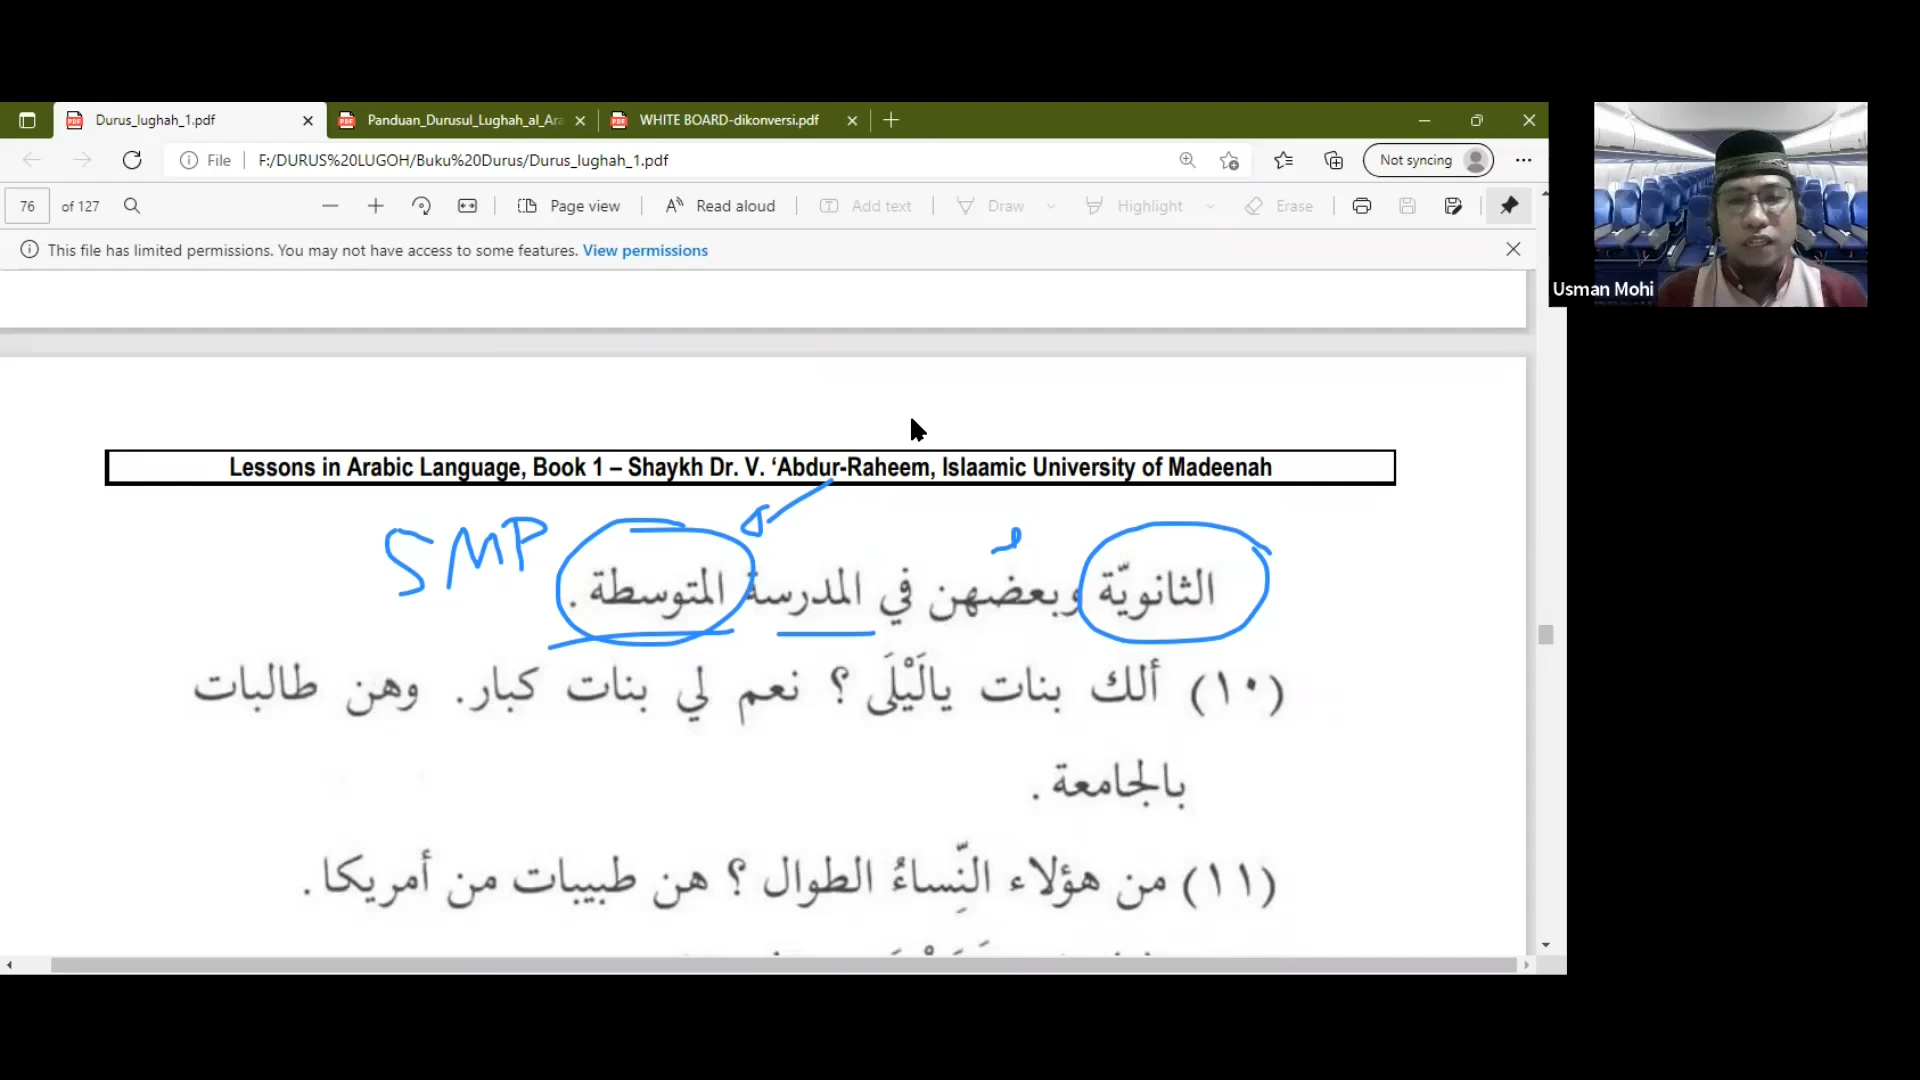 Durus_lughah_1.pdf
Panduan_Durusul_Lughah_al_Ara
WHITE BOARD-dikonversi.pdf
File F:/DURUS%20LUGOH/Buku%20Durus/Durus_lughah_1.pdf
Not syncing
76 of 127
Page view
Read aloud
Add text
Draw
Highlight
Erase
This file has limited permissions. You may not have access to some features. View permissions
Usman Mohi
Lessons in Arabic Language, Book 1 – Shaykh Dr. V. ‘Abdur-Raheem, Islaamic University of Madeenah
SMP
الثانويّة وبعضهن في المدرسة المتوسطة .
(١٠) ألك بنات يالَيْلَى ؟ نعم لي بنات كبار. وهن طالبات
بالجامعة .
(١١) من هؤلاء النِّساءُ الطوال ؟ هن طبيبات من أمريكا .